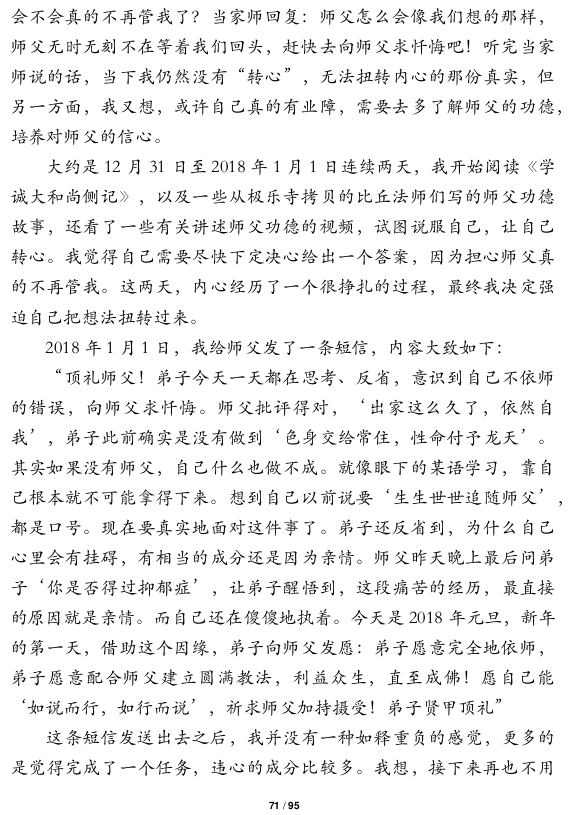 会不会真的不再管我了？当家师回复：师父怎么会像我们想的那样，
师父无时无刻不在等着我们回头，赶快去向师父求忏悔吧！听完当家
师说的话，当下我仍然没有“转心”，无法扭转内心的那份真实，但
另一方面，我又想，或许自己真的有业障，需要去多了解师父的功德，
培养对师父的信心。
大约是 12 月 31 日至 2018 年 1 月 1 日连续两天，我开始阅读《学
诚大和尚侧记》，以及一些从极乐寺拷贝的比丘法师们写的师父功德
故事，还看了一些有关讲述师父功德的视频，试图说服自己，让自己
转心。我觉得自己需要尽快下定决心给出一个答案，因为担心师父真
的不再管我。这两天，内心经历了一个很挣扎的过程，最终我决定强
迫自己把想法扭转过来。
2018 年 1 月 1 日，我给师父发了一条短信，内容大致如下：
“顶礼师父！弟子今天一天都在思考、反省，意识到自己不依师
的错误，向师父求忏悔。师父批评得对，‘出家这么久了，依然自
我’，弟子此前确实是没有做到‘色身交给常住，性命付予龙天’。
其实如果没有师父，自己什么也做不成。就像眼下的某语学习，靠自
己根本就不可能拿得下来。想到自己以前说要‘生生世世追随师父’，
都是口号。现在要真实地面对这件事了。弟子还反省到，为什么自己
心里会有挂碍，有相当的成分还是因为亲情。师父昨天晚上最后问弟
子‘你是否得过抑郁症’，让弟子醒悟到，这段痛苦的经历，最直接
的原因就是亲情。而自己还在傻傻地执着。今天是 2018 年元旦，新年
的第一天，借助这个因缘，弟子向师父发愿：弟子愿意完全地依师，
弟子愿意配合师父建立圆满教法，利益众生，直至成佛！愿自己能
‘如说而行，如行而说’，祈求师父加持摄受！弟子贤甲顶礼”
这条短信发送出去之后，我并没有一种如释重负的感觉，更多的
是觉得完成了一个任务，违心的成分比较多。我想，接下来再也不用
71 / 95